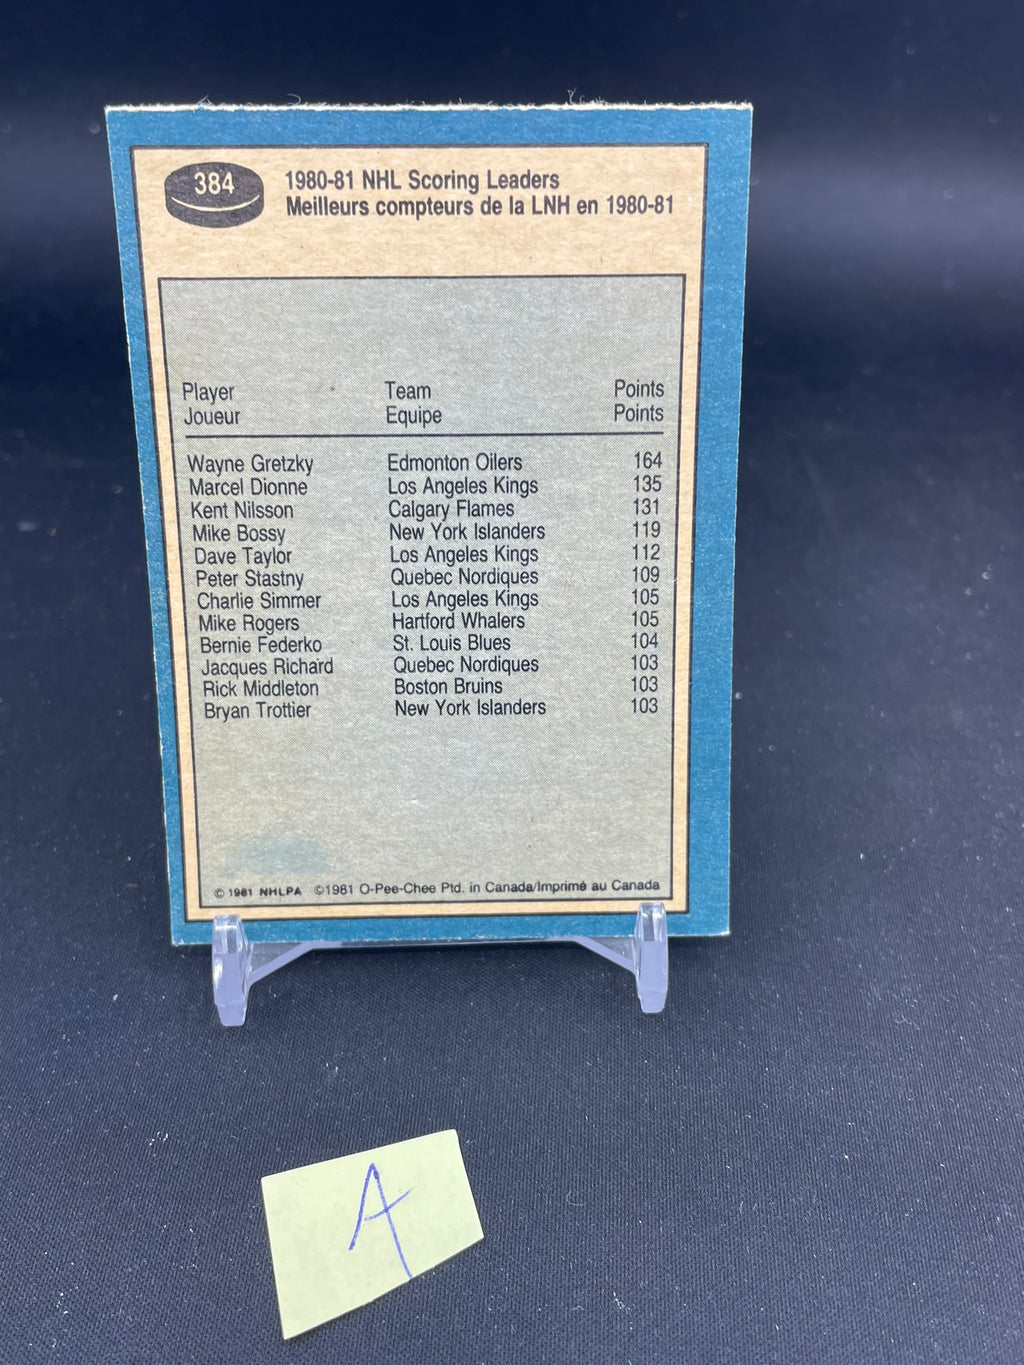 384
1980-81 NHL Scoring Leaders
Meilleurs compteurs de la LNH en 1980-81
Player Team Points
Joueur Equipe Points
Wayne Gretzky Edmonton Oilers 164
Marcel Dionne Los Angeles Kings 135
Kent Nilsson Calgary Flames 131
Mike Bossy New York Islanders 119
Dave Taylor Los Angeles Kings 112
Peter Stastny Quebec Nordiques 109
Charlie Simmer Los Angeles Kings 105
Mike Rogers Hartford Whalers 105
Bernie Federko St. Louis Blues 104
Jacques Richard Quebec Nordiques 103
Rick Middleton Boston Bruins 103
Bryan Trottier New York Islanders 103
© 1981 NHLPA ©1981 O-Pee-Chee Ptd. in Canada/Imprimé au Canada
A